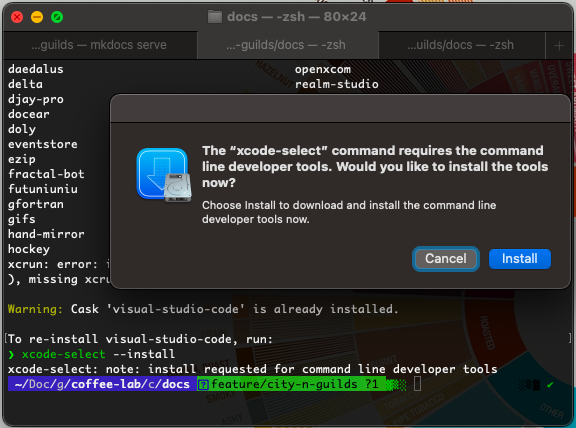 docs — -zsh — 80×24
...guilds — mkdocs serve
...-guilds/docs — -zsh
...uilds/docs — -zsh
+
daedalus openxcom
delta realm-studio
djay-pro
docear
doly
eventstore
ezip
fractal-bot
futuniuniu
gfortran
gifs
hand-mirror
hockey
xcrun: error: i
), missing xcru
The “xcode-select” command requires the command
line developer tools. Would you like to install the tools
now?
Choose Install to download and install the command line
developer tools now.
Cancel Install
Warning: Cask 'visual-studio-code' is already installed.
To re-install visual-studio-code, run:
❯ xcode-select --install
xcode-select: note: install requested for command line developer tools
~/Doc/g/coffee-lab/c/docs feature/city-n-guilds ?1 ✔
HAZELNUT
ROASTED